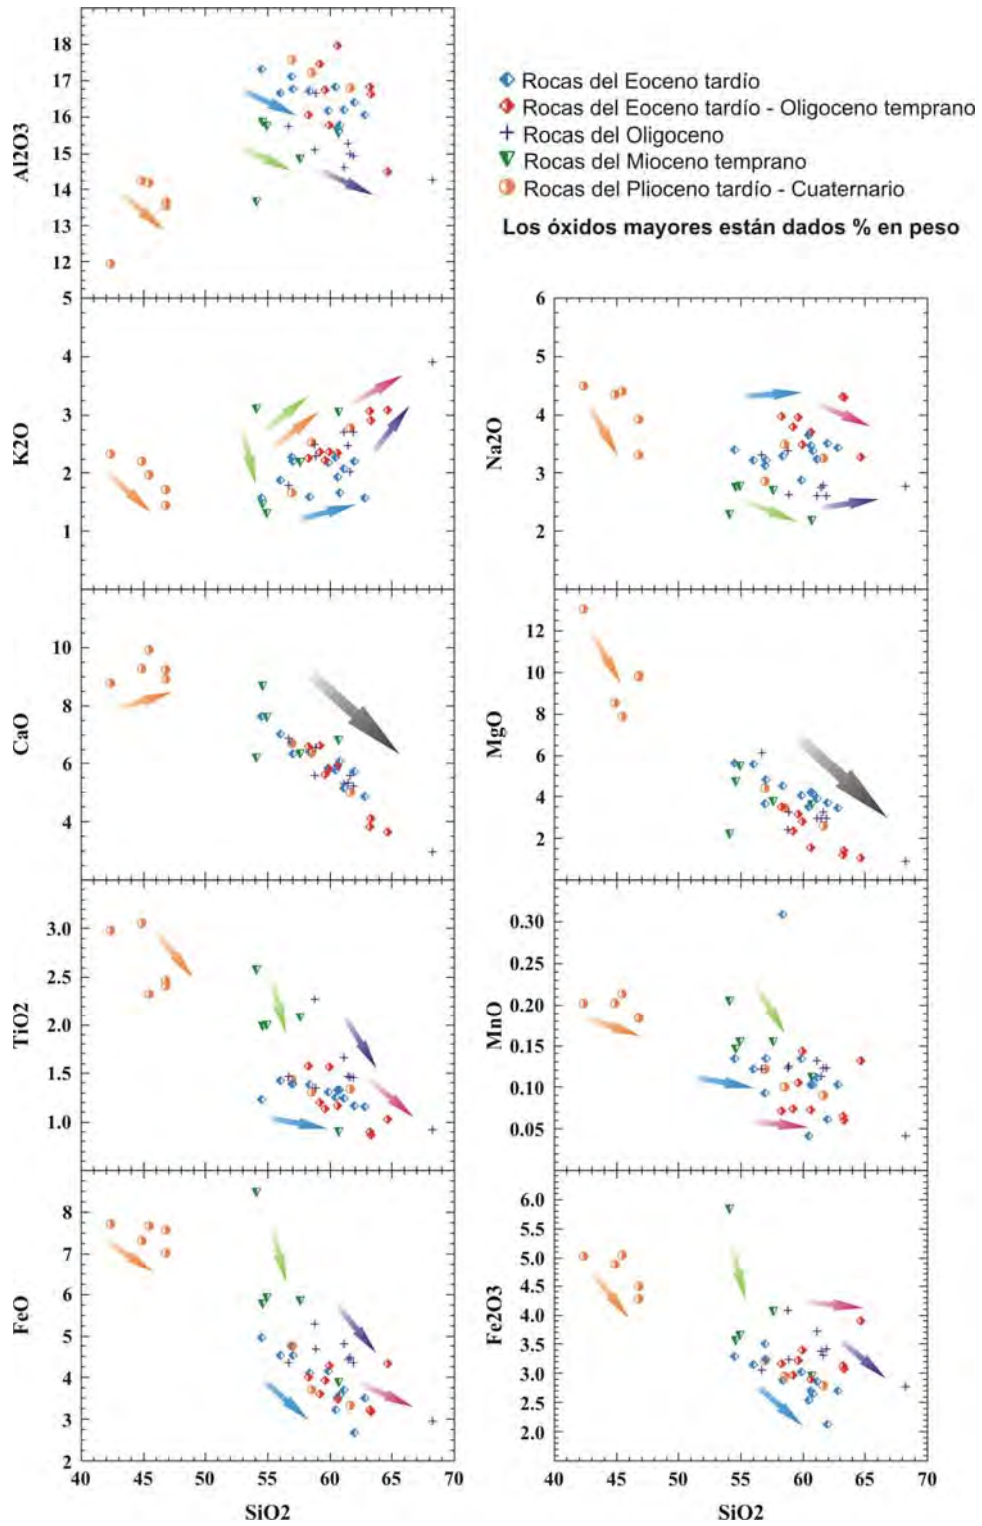 18
17
16
15
14
13
12
Al2O3
Rocas del Eoceno tardío
Rocas del Eoceno tardío - Oligoceno temprano
Rocas del Oligoceno
Rocas del Mioceno temprano
Rocas del Plioceno tardío - Cuaternario
Los óxidos mayores están dados % en peso
5
4
3
2
1
K2O
6
5
4
3
2
Na2O
10
8
6
4
CaO
12
10
8
6
4
2
MgO
3.0
2.5
2.0
1.5
1.0
TiO2
0.30
0.25
0.20
0.15
0.10
0.05
MnO
8
7
6
5
4
3
2
FeO
40 45 50 55 60 65 70
SiO2
6.0
5.5
5.0
4.5
4.0
3.5
3.0
2.5
2.0
Fe2O3
40 45 50 55 60 65 70
SiO2